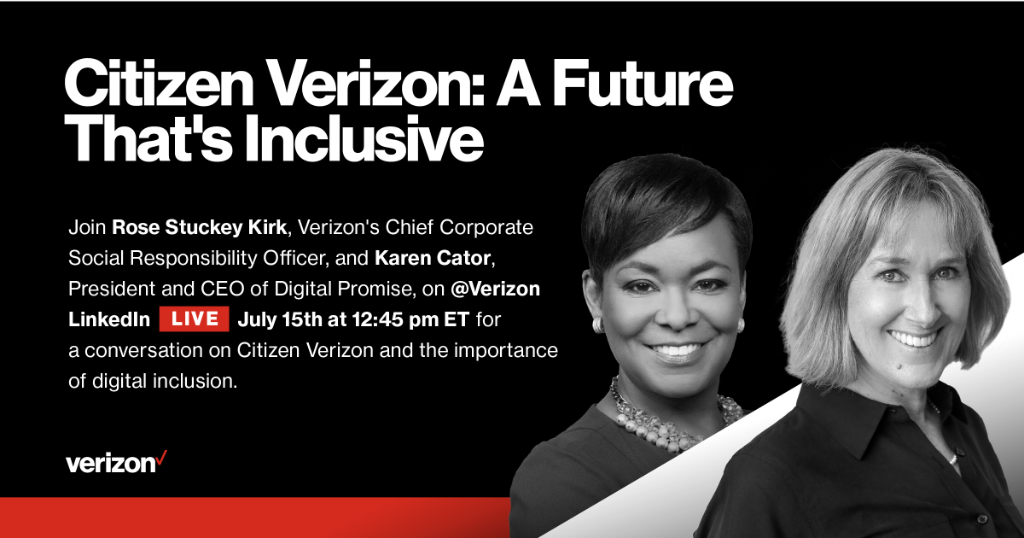 Citizen Verizon: A Future
That's Inclusive
Join Rose Stuckey Kirk, Verizon's Chief Corporate
Social Responsibility Officer, and Karen Cator,
President and CEO of Digital Promise, on @Verizon
LinkedIn LIVE July 15th at 12:45 pm ET for
a conversation on Citizen Verizon and the importance
of digital inclusion.
verizon✓